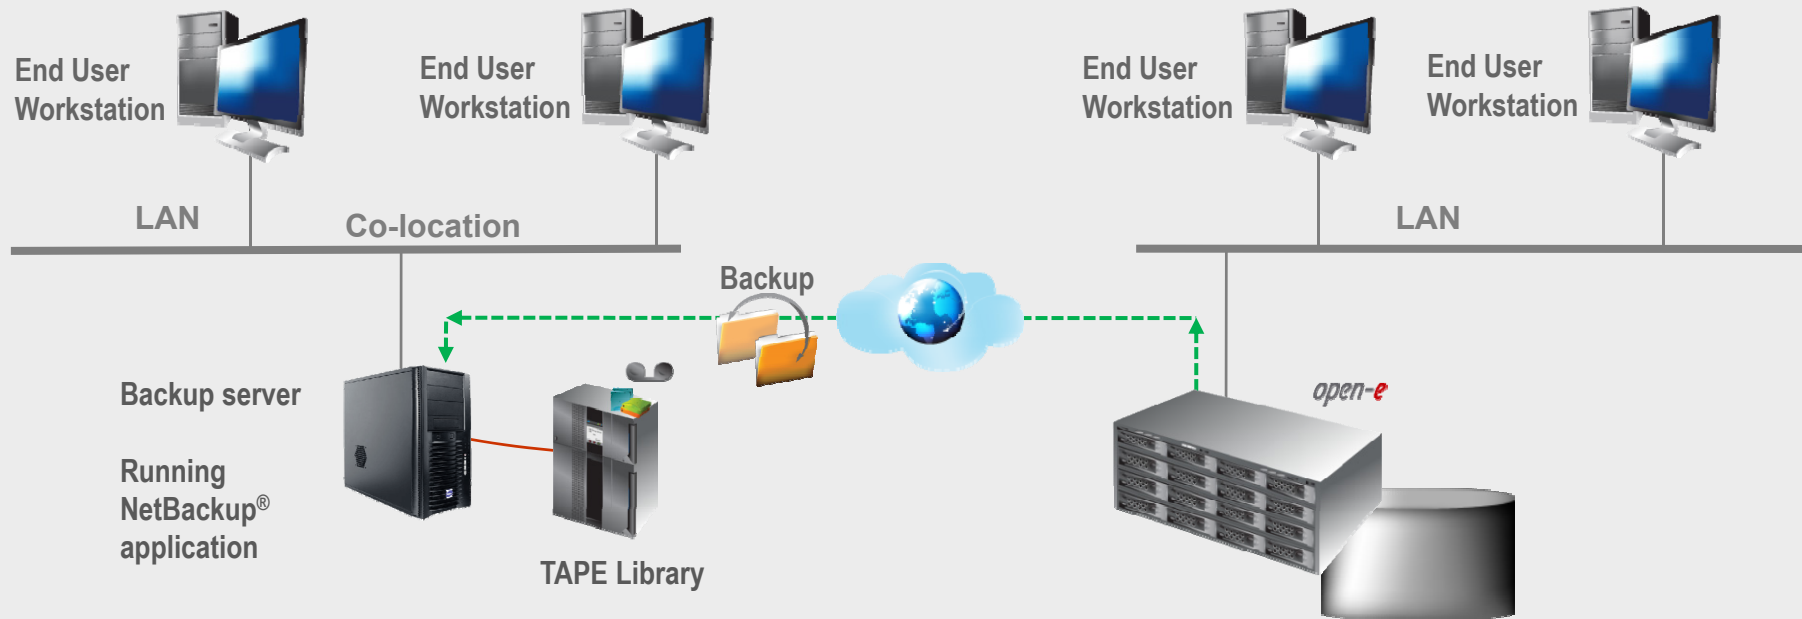 End User
Workstation
End User
Workstation
End User
Workstation
End User
Workstation
LAN
Co-location
LAN
Backup
Backup server
Running
NetBackup®
application
TAPE Library
open-e